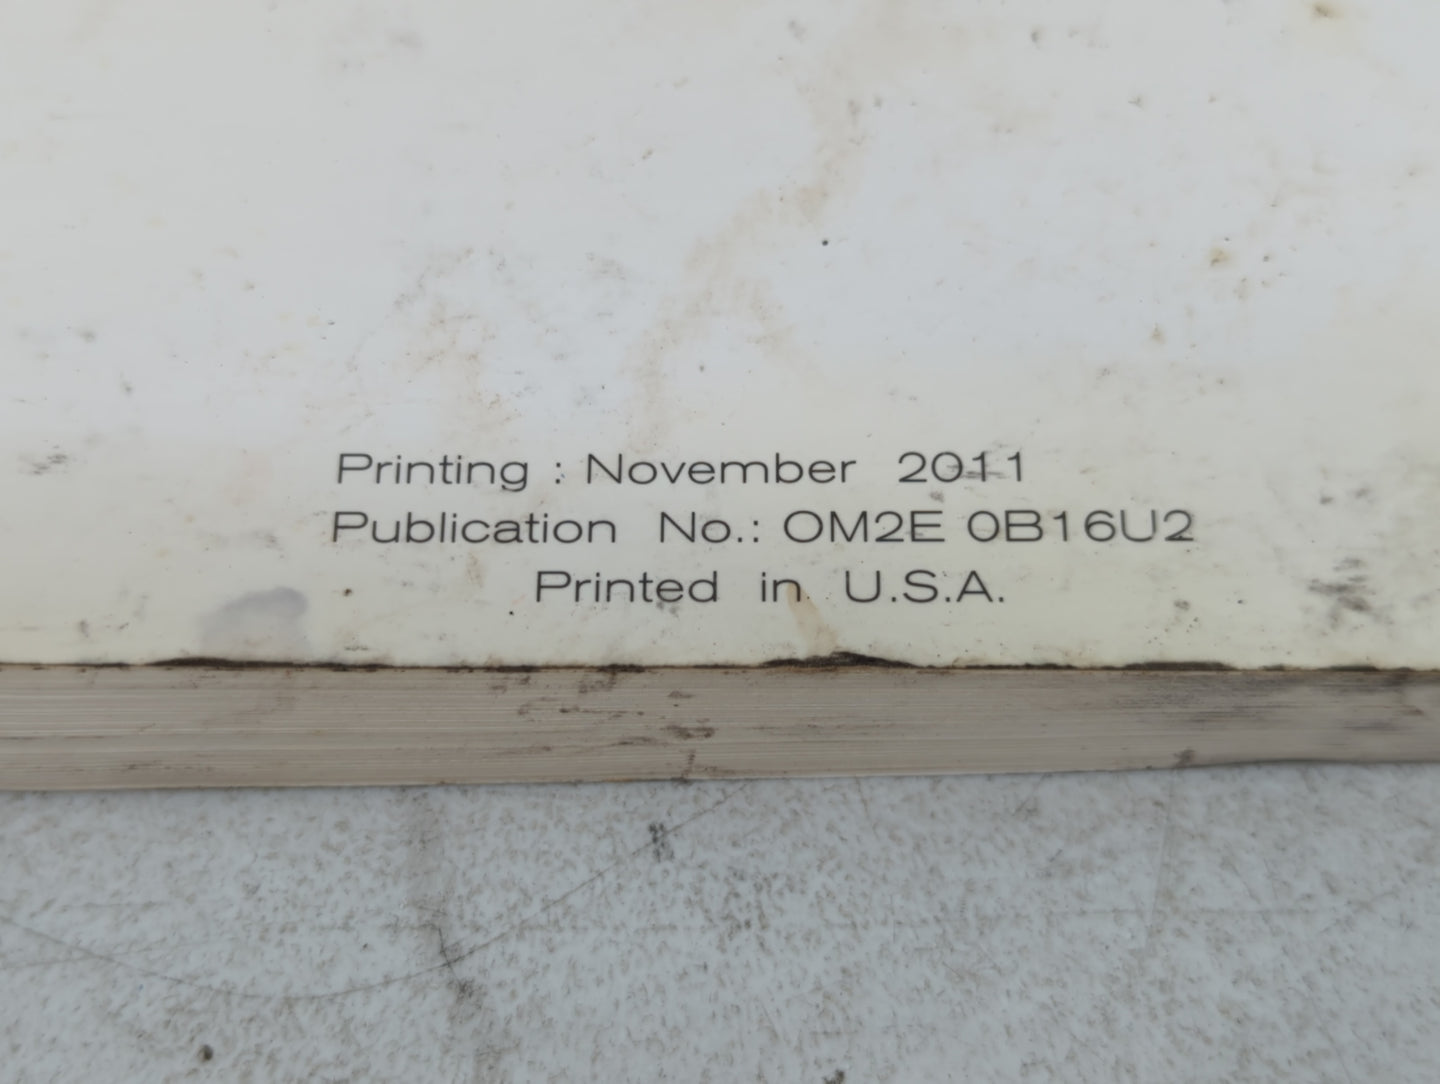 Printing : November 2011
Publication No.: OM2E 0B16U2
Printed in U.S.A.